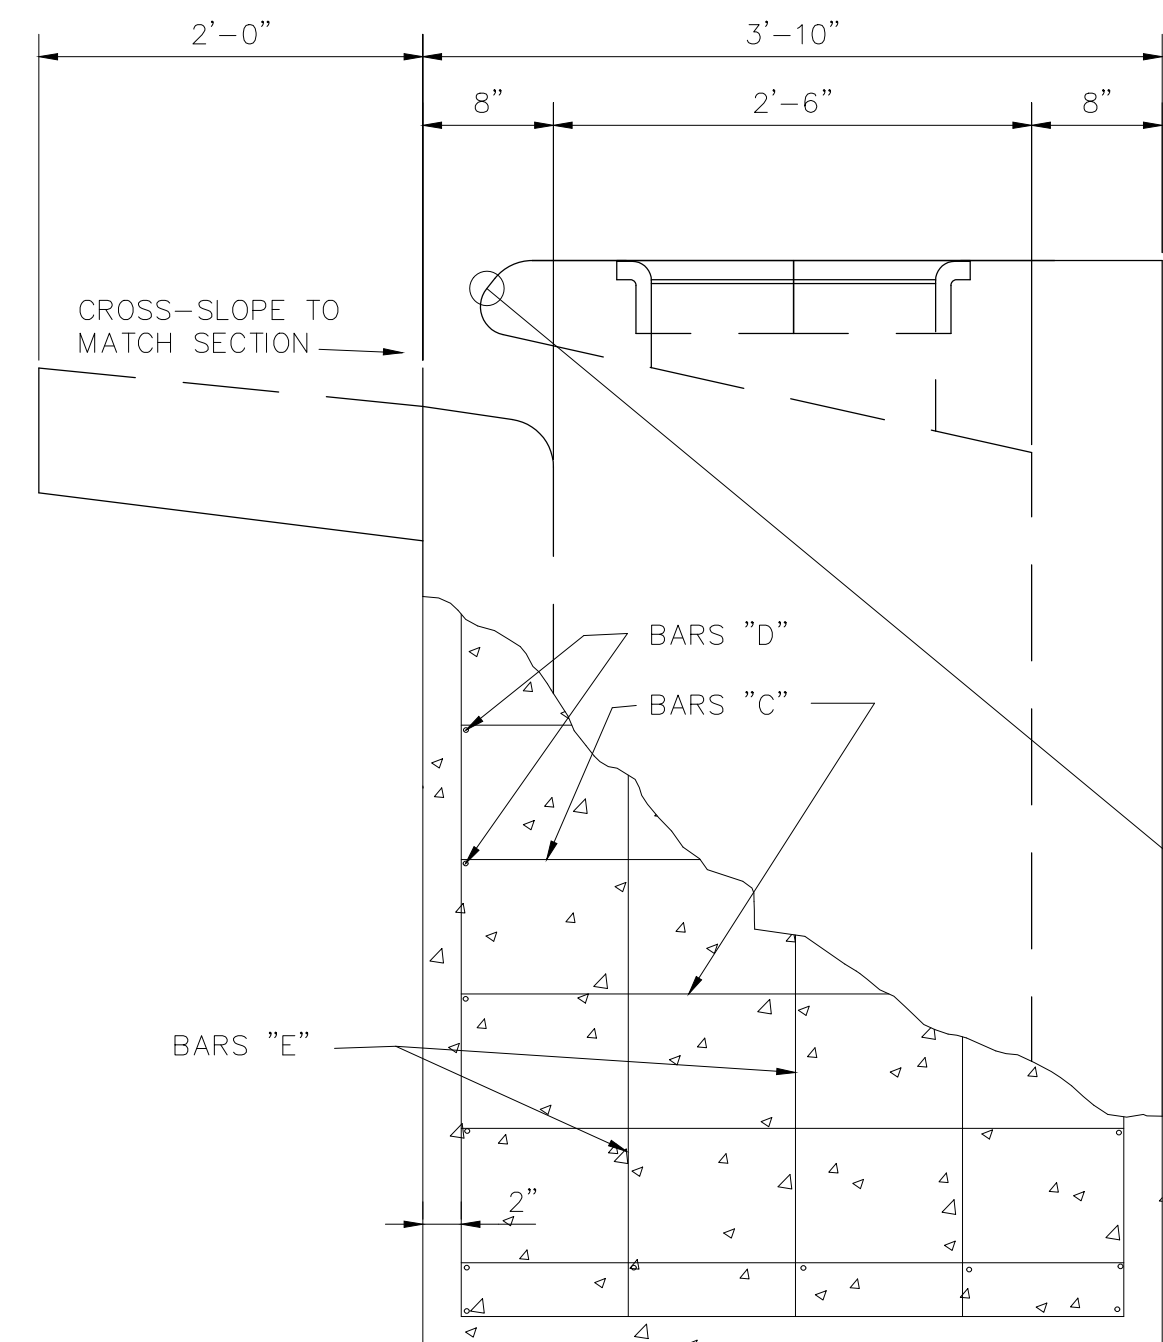 2'-0"
3'-10"
8"
2'-6"
8"
CROSS-SLOPE TO
MATCH SECTION
BARS "D"
BARS "C"
BARS "E"
2"